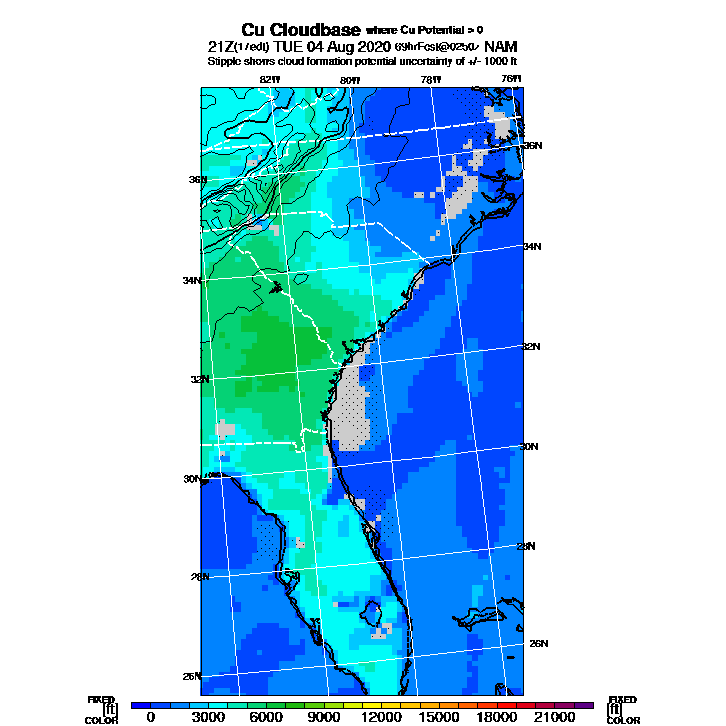 Cu Cloudbase where Cu Potential > 0
21Z(17edt) TUE 04 Aug 2020 69hrFcst@0250z NAM
Stipple shows cloud formation potential uncertainty of +/- 1000 ft
82W 80W 78W 76W
36N
36N
34N
34N
32N
32N
30N
30N
28N
28N
26N
26N
FIXED FIXED
[ft] [ft]
COLOR COLOR
0 3000 6000 9000 12000 15000 18000 21000